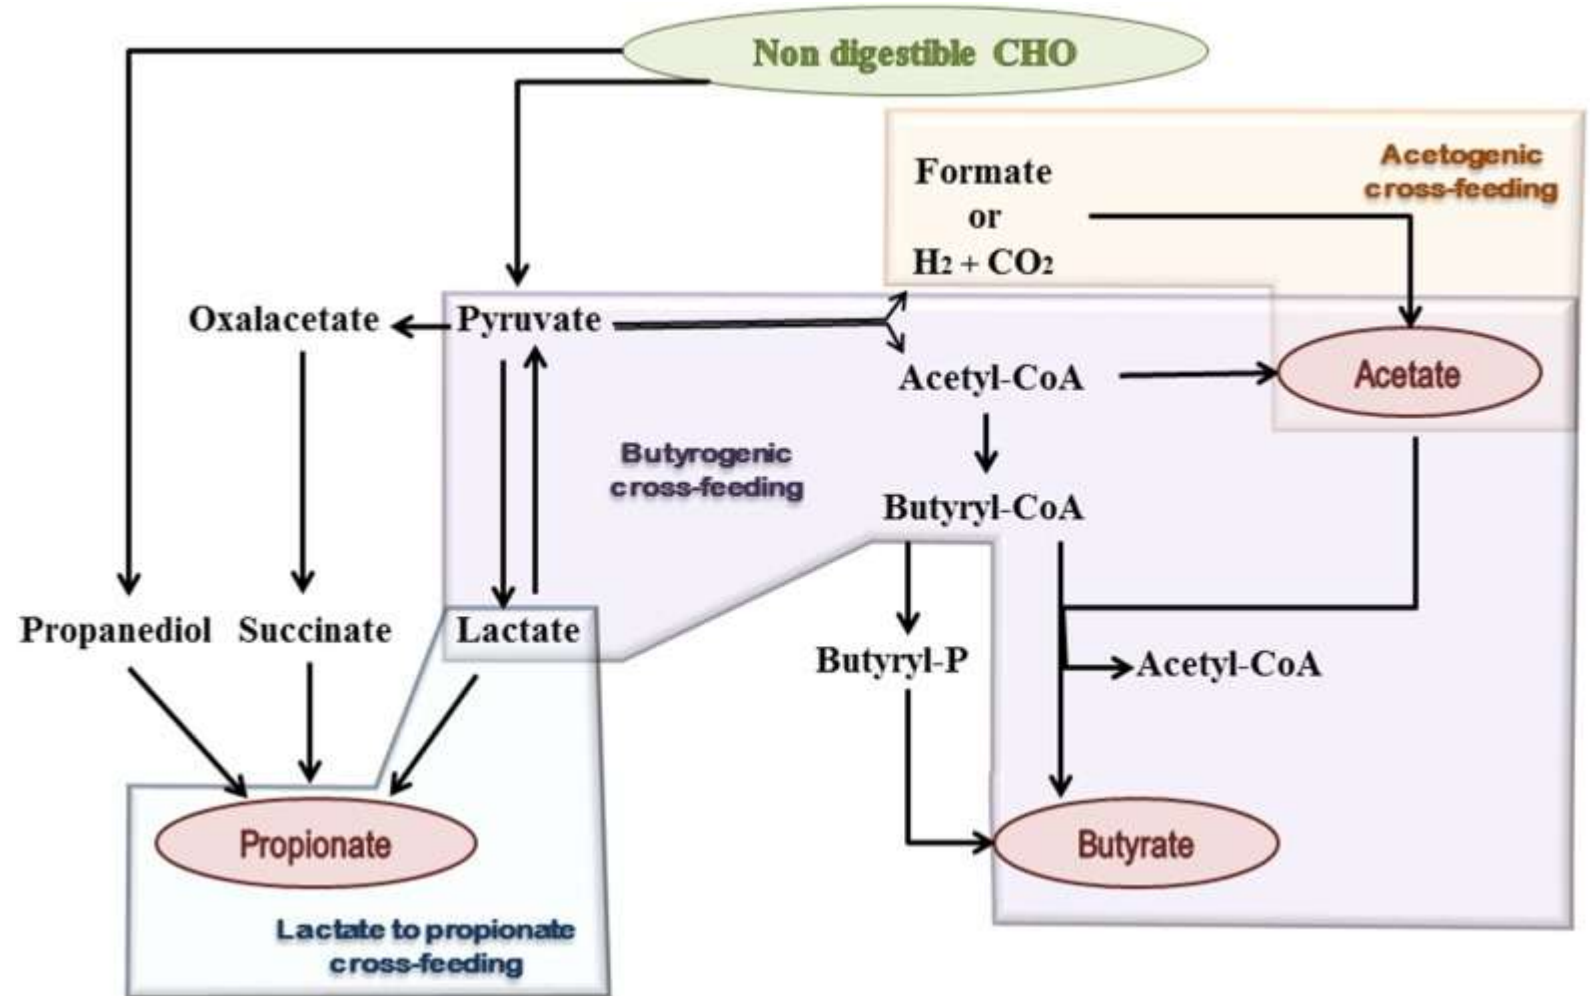 Non digestible CHO
Acetogenic
cross-feeding
Formate
or
H₂ + CO₂
Oxalacetate
Pyruvate
Acetyl-CoA
Acetate
Butyrogenic
cross-feeding
Butyryl-CoA
Propanediol
Succinate
Lactate
Butyryl-P
Acetyl-CoA
Propionate
Butyrate
Lactate to propionate
cross-feeding